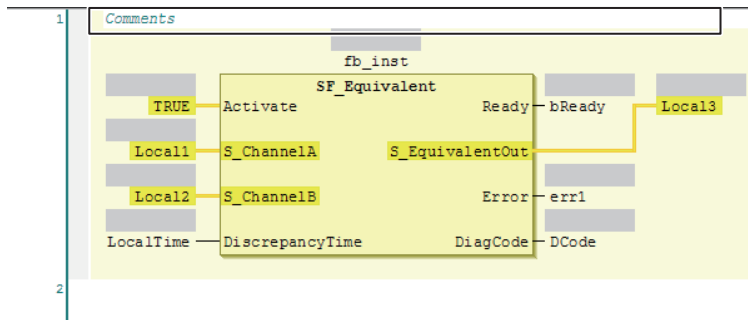 1 Comments
fb_inst
SF_Equivalent
TRUE Activate Ready bReady Local3
Local1 S_ChannelA S_EquivalentOut
Local2 S_ChannelB Error err1
LocalTime DiscrepancyTime DiagCode DCode
2